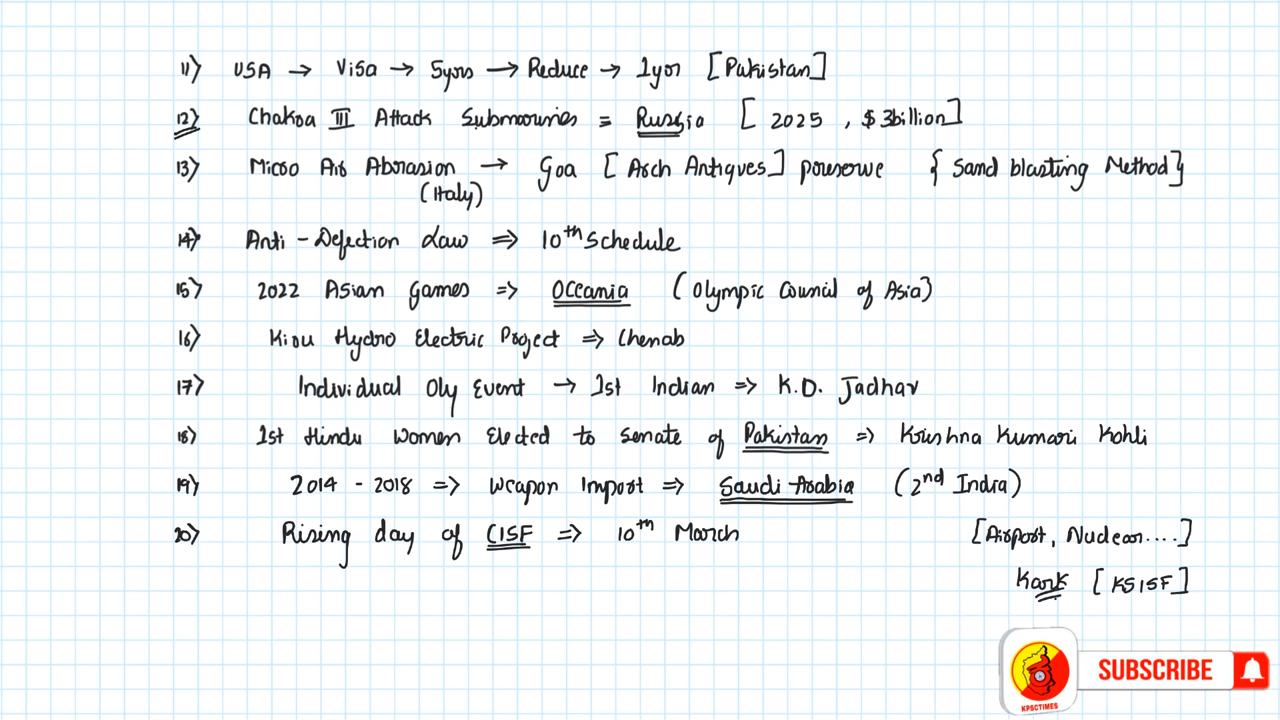 11) USA → Visa → 5yrs → Reduce → 1yr [Pakistan]
12) Chakra III Attack Submarines = Russia [ 2025 , $ 3billion ]
13) Micro Air Abrasion → Goa [ Arch Antiques ] preserve { Sand blasting Method }
(Italy)
14) Anti - Defection Law ⇒ 10th Schedule
15) 2022 Asian Games => Oceania ( Olympic Council of Asia )
16) Kiru Hydro Electric Project => Chenab
17) Individual Oly Event → 1st Indian => K.D. Jadhav
18) 1st Hindu Women Elected to Senate of Pakistan => Krishna Kumari Kohli
19) 2014 - 2018 => Weapon Import => Saudi Arabia ( 2nd India )
20) Rising day of CISF => 10th March [Airport, Nuclear....]
Kark [ KSISF ]
KPSCTIMES
SUBSCRIBE